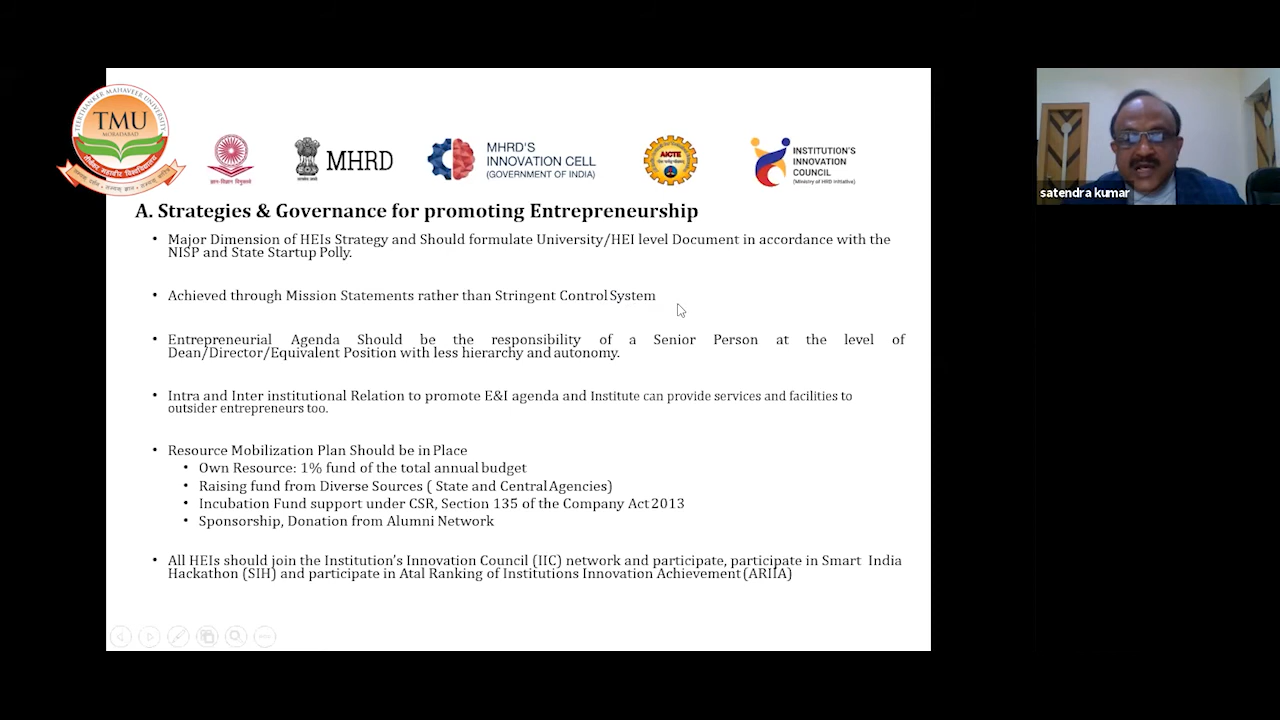 TEERTHANKER MAHAVEER UNIVERSITY
TMU
MORADABAD
MHRD
MHRD'S
INNOVATION CELL
(GOVERNMENT OF INDIA)
AICTE
INSTITUTION'S
INNOVATION
COUNCIL
(Ministry of HRD Initiative)
satendra kumar
A. Strategies & Governance for promoting Entrepreneurship
• Major Dimension of HEIs Strategy and Should formulate University/HEI level Document in accordance with the
NISP and State Startup Polly.
• Achieved through Mission Statements rather than Stringent Control System
• Entrepreneurial Agenda Should be the responsibility of a Senior Person at the level of
Dean/Director/Equivalent Position with less hierarchy and autonomy.
• Intra and Inter institutional Relation to promote E&I agenda and Institute can provide services and facilities to
outsider entrepreneurs too.
• Resource Mobilization Plan Should be in Place
• Own Resource: 1% fund of the total annual budget
• Raising fund from Diverse Sources ( State and Central Agencies)
• Incubation Fund support under CSR, Section 135 of the Company Act 2013
• Sponsorship, Donation from Alumni Network
• All HEIs should join the Institution's Innovation Council (IIC) network and participate, participate in Smart India
Hackathon (SIH) and participate in Atal Ranking of Institutions Innovation Achievement (ARIIA)